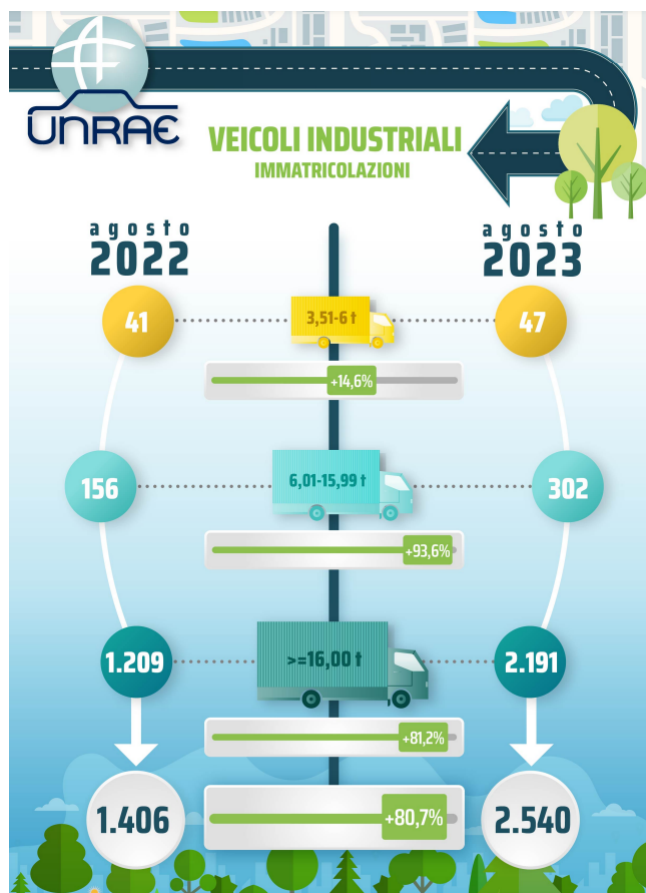 UNRAE
VEICOLI INDUSTRIALI
IMMATRICOLAZIONI
agosto
2022
agosto
2023
41
3,51-6 t
47
+14,6%
156
6,01-15,99 t
302
+93,6%
1.209
>=16,00 t
2.191
+81,2%
1.406
+80,7%
2.540